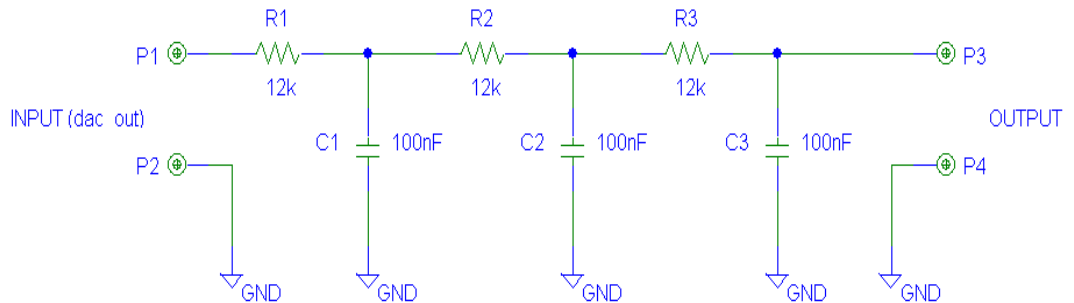 R1 R2 R3
P1 P3
12k 12k 12k
INPUT (dac out) OUTPUT
C1 100nF C2 100nF C3 100nF
P2 P4
GND GND GND GND GND